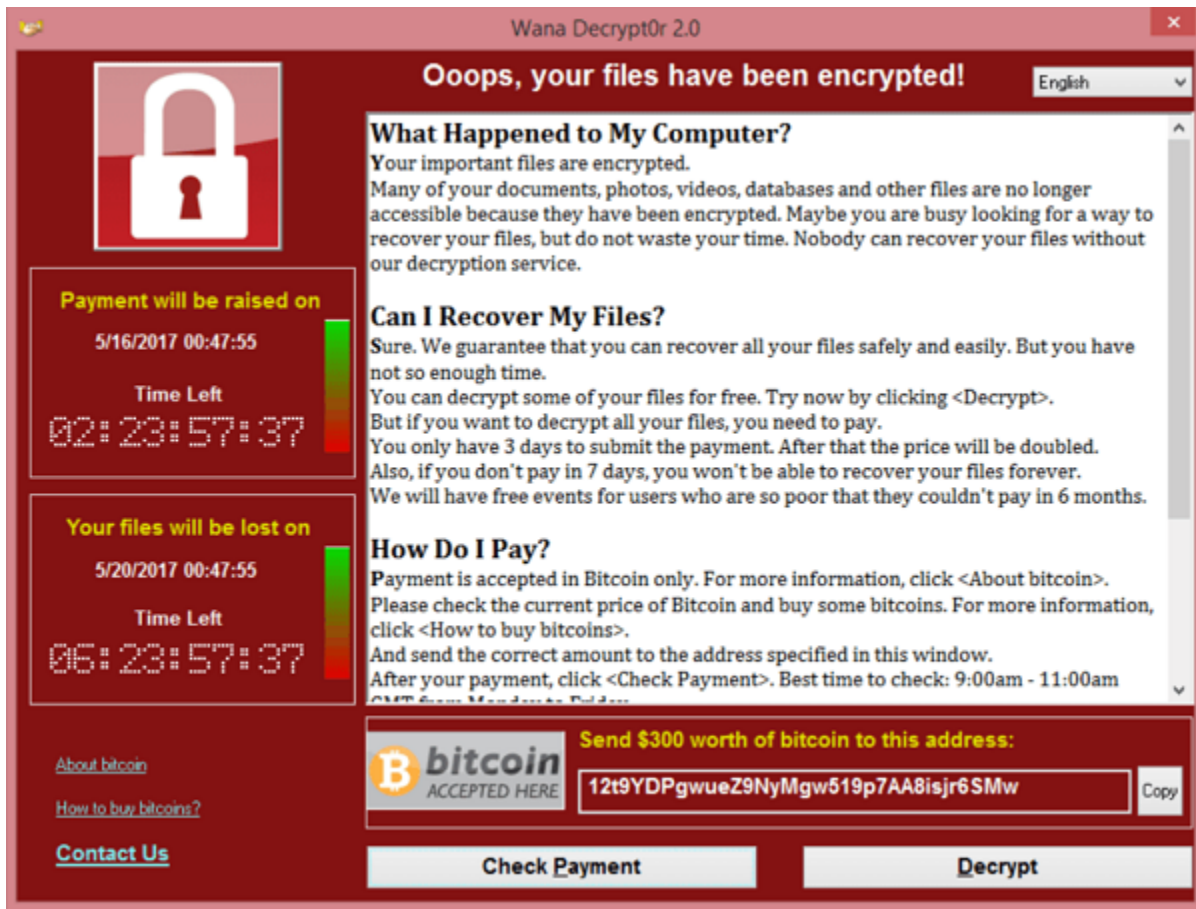 Wana Decrypt0r 2.0
Ooops, your files have been encrypted!
English
Payment will be raised on
5/16/2017 00:47:55
Time Left
02:23:57:37
Your files will be lost on
5/20/2017 00:47:55
Time Left
06:23:57:37
About bitcoin
How to buy bitcoins?
Contact Us
What Happened to My Computer?
Your important files are encrypted.
Many of your documents, photos, videos, databases and other files are no longer
accessible because they have been encrypted. Maybe you are busy looking for a way to
recover your files, but do not waste your time. Nobody can recover your files without
our decryption service.
Can I Recover My Files?
Sure. We guarantee that you can recover all your files safely and easily. But you have
not so enough time.
You can decrypt some of your files for free. Try now by clicking <Decrypt>.
But if you want to decrypt all your files, you need to pay.
You only have 3 days to submit the payment. After that the price will be doubled.
Also, if you don't pay in 7 days, you won't be able to recover your files forever.
We will have free events for users who are so poor that they couldn't pay in 6 months.
How Do I Pay?
Payment is accepted in Bitcoin only. For more information, click <About bitcoin>.
Please check the current price of Bitcoin and buy some bitcoins. For more information,
click <How to buy bitcoins>.
And send the correct amount to the address specified in this window.
After your payment, click <Check Payment>. Best time to check: 9:00am - 11:00am
GMT from Monday to Friday
bitcoin
ACCEPTED HERE
Send $300 worth of bitcoin to this address:
12t9YDPgwueZ9NyMgw519p7AA8isjr6SMw
Copy
Check Payment
Decrypt